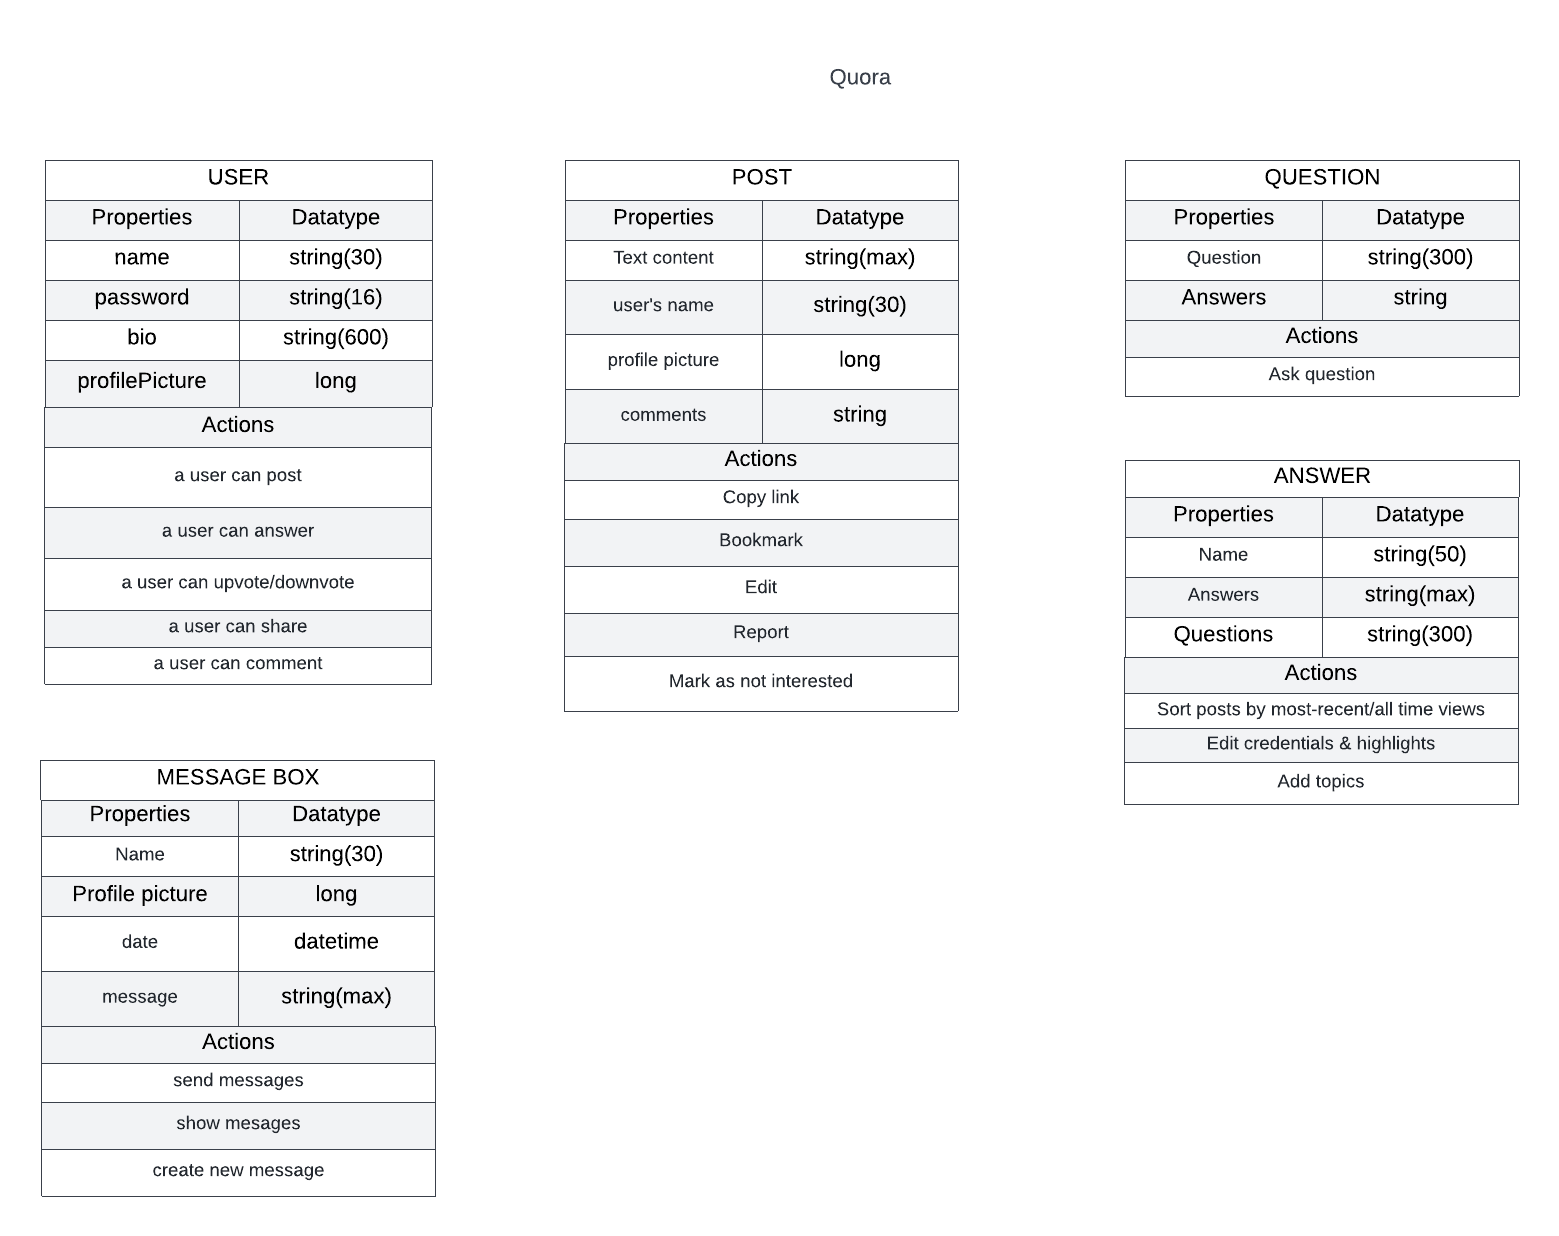 Quora
USER
Properties Datatype
name string(30)
password string(16)
bio string(600)
profilePicture long
Actions
a user can post
a user can answer
a user can upvote/downvote
a user can share
a user can comment
POST
Properties Datatype
Text content string(max)
user's name string(30)
profile picture long
comments string
Actions
Copy link
Bookmark
Edit
Report
Mark as not interested
QUESTION
Properties Datatype
Question string(300)
Answers string
Actions
Ask question
ANSWER
Properties Datatype
Name string(50)
Answers string(max)
Questions string(300)
Actions
Sort posts by most-recent/all time views
Edit credentials & highlights
Add topics
MESSAGE BOX
Properties Datatype
Name string(30)
Profile picture long
date datetime
message string(max)
Actions
send messages
show mesages
create new message